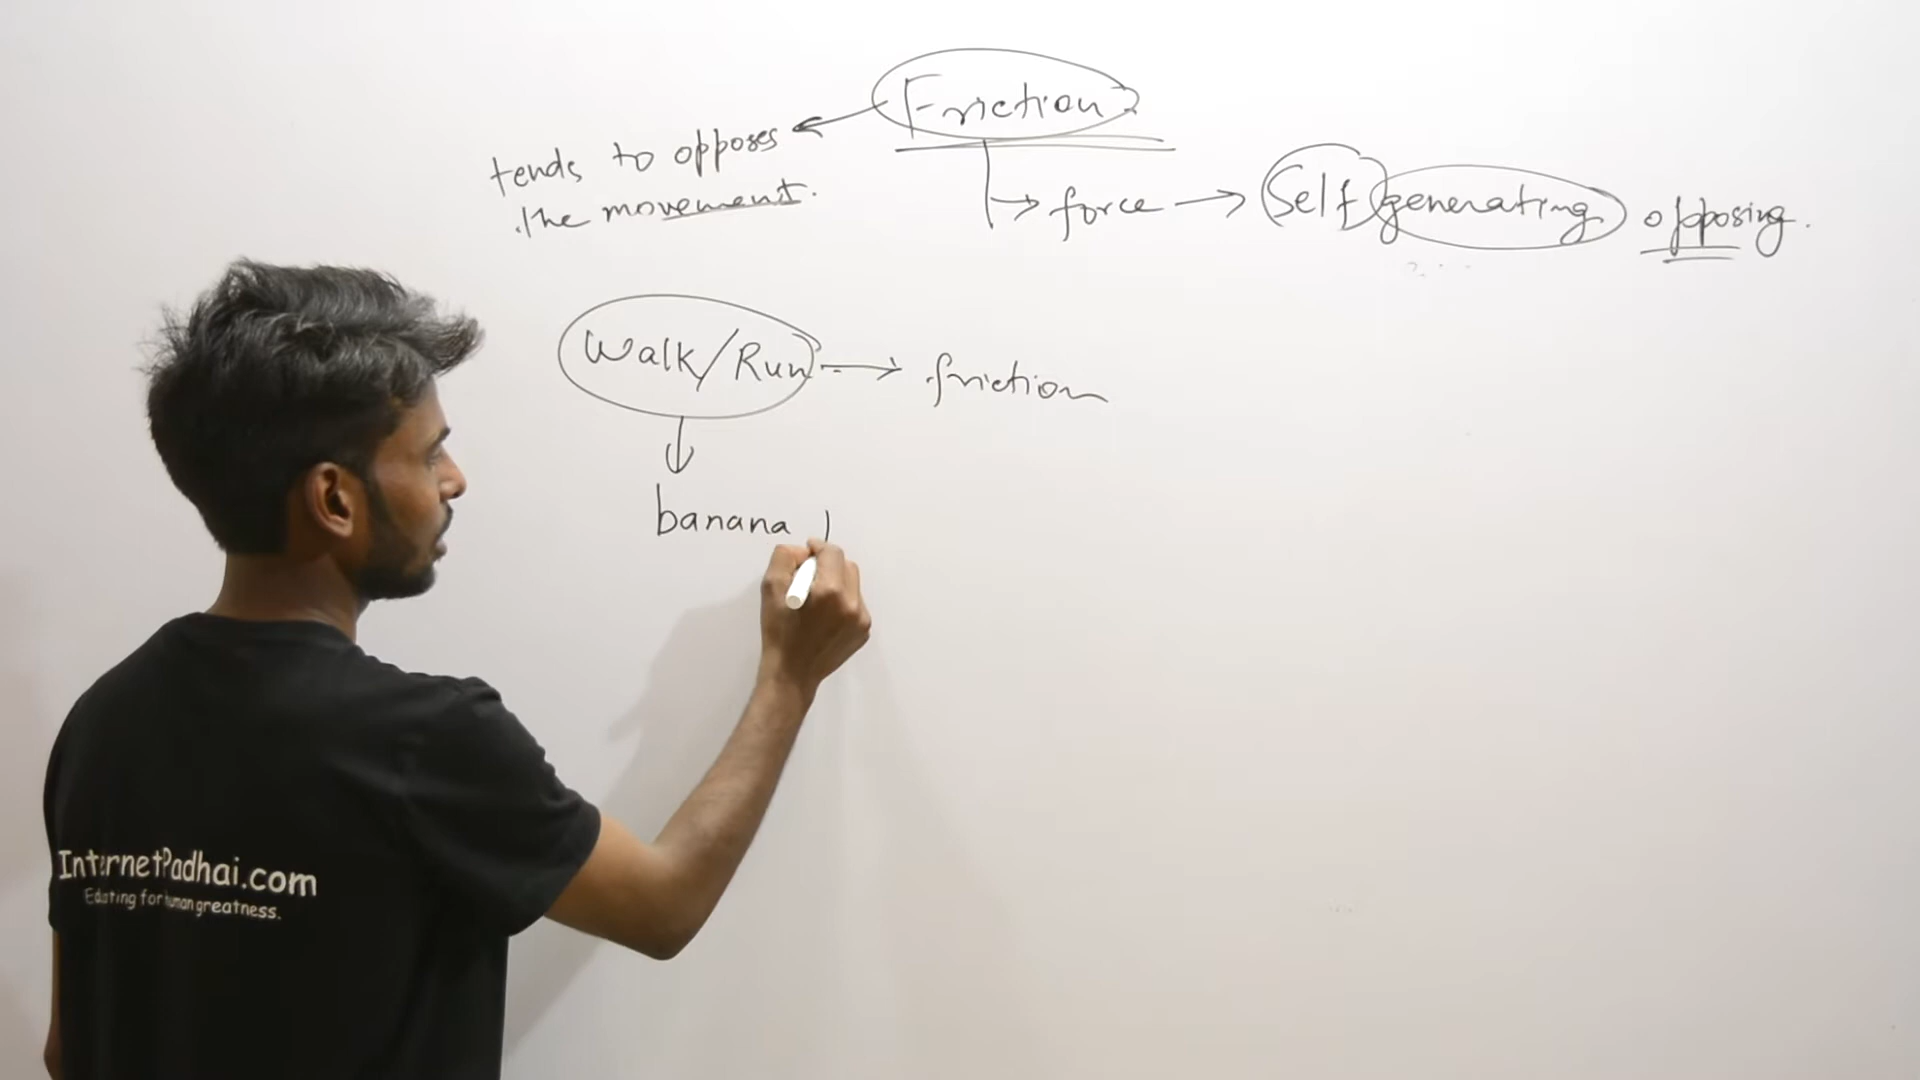 Friction
tends to opposes
the movement.
force → Self generating opposing.
Walk/Run → friction
banana
InternetPadhai.com
Edating for human greatness.